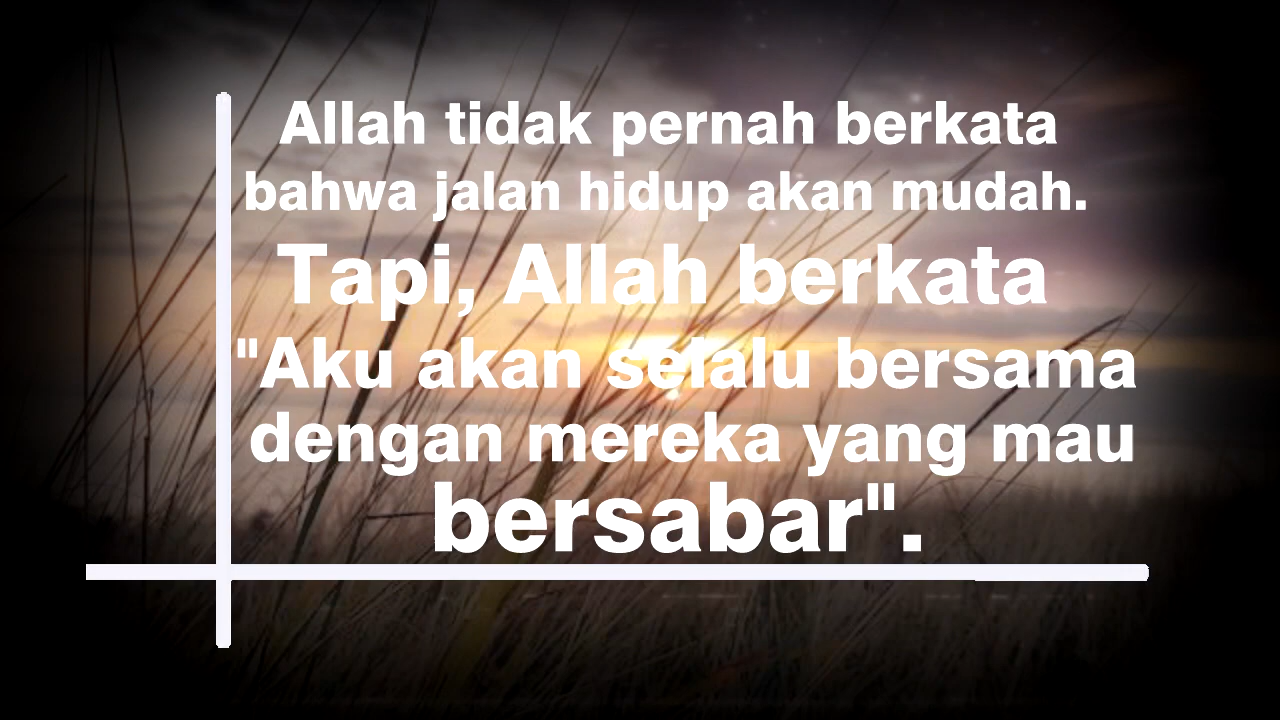 Allah tidak pernah berkata
bahwa jalan hidup akan mudah.
Tapi, Allah berkata
"Aku akan selalu bersama
dengan mereka yang mau
bersabar".